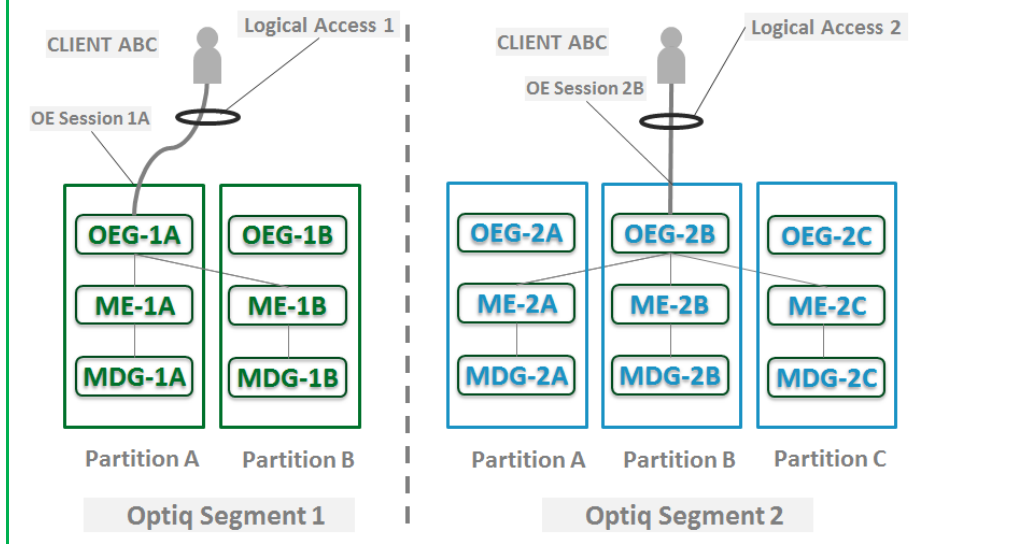 CLIENT ABC
Logical Access 1
OE Session 1A
OEG-1A
OEG-1B
ME-1A
ME-1B
MDG-1A
MDG-1B
Partition A
Partition B
Optiq Segment 1
CLIENT ABC
Logical Access 2
OE Session 2B
OEG-2A
OEG-2B
OEG-2C
ME-2A
ME-2B
ME-2C
MDG-2A
MDG-2B
MDG-2C
Partition A
Partition B
Partition C
Optiq Segment 2